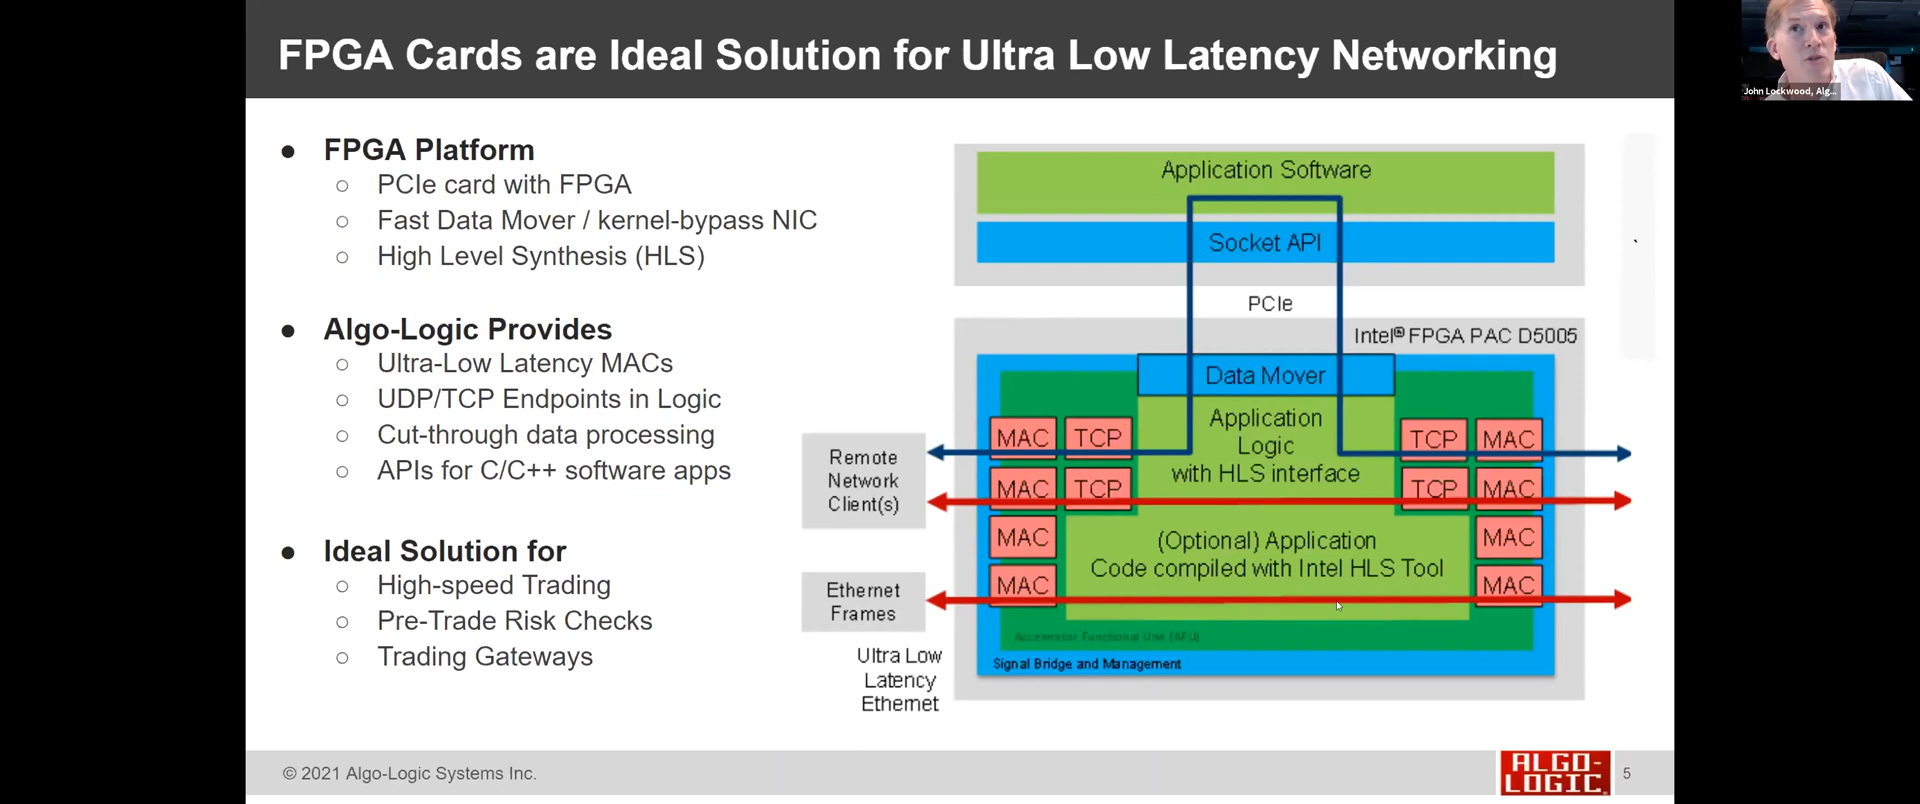 FPGA Cards are Ideal Solution for Ultra Low Latency Networking
John Lockwood, Alg...
● FPGA Platform
○ PCIe card with FPGA
○ Fast Data Mover / kernel-bypass NIC
○ High Level Synthesis (HLS)
● Algo-Logic Provides
○ Ultra-Low Latency MACs
○ UDP/TCP Endpoints in Logic
○ Cut-through data processing
○ APIs for C/C++ software apps
● Ideal Solution for
○ High-speed Trading
○ Pre-Trade Risk Checks
○ Trading Gateways
Application Software
Socket API
PCIe
Intel® FPGA PAC D5005
Data Mover
Application
Logic
with HLS interface
MAC TCP
TCP MAC
MAC TCP
TCP MAC
MAC
MAC
MAC
MAC
(Optional) Application
Code compiled with Intel HLS Tool
Accelerator Functional Unit (AFU)
Signal Bridge and Management
Remote
Network
Client(s)
Ethernet
Frames
Ultra Low
Latency
Ethernet
© 2021 Algo-Logic Systems Inc.
ALGO-
LOGIC
5